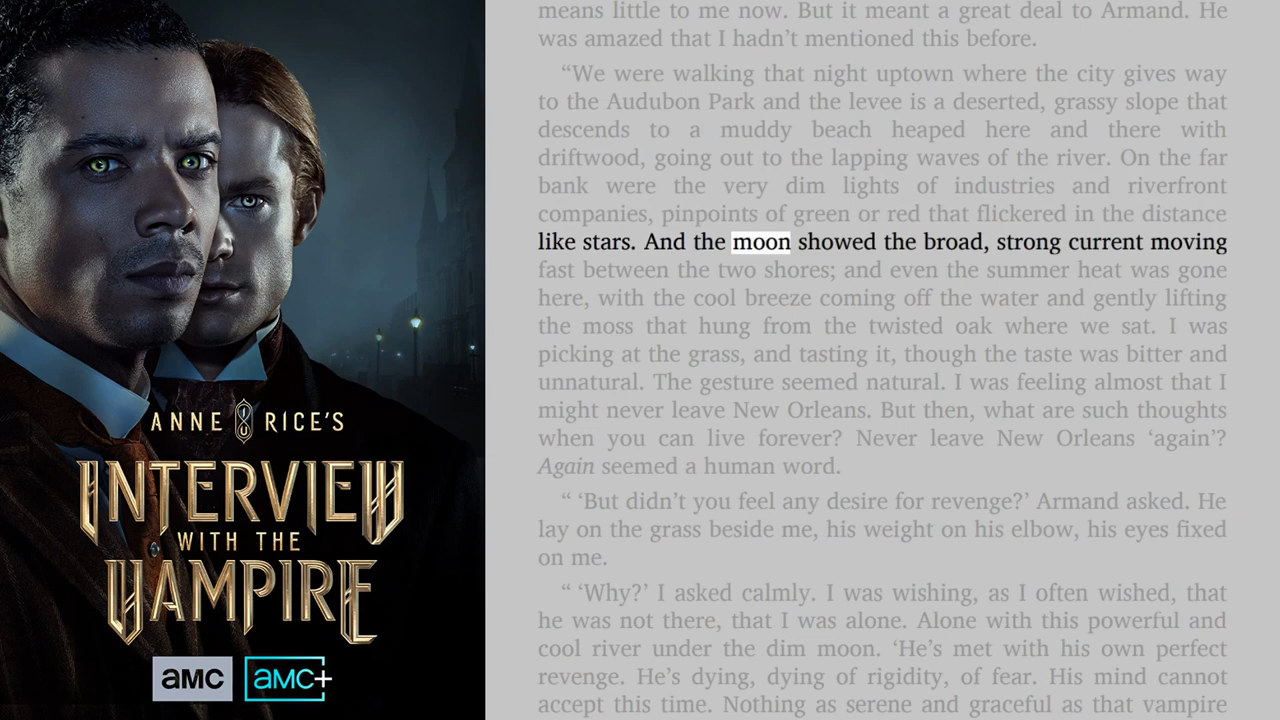 ANNE RICE'S
INTERVIEW
WITH THE
VAMPIRE
aMC
aMC+
means little to me now. But it meant a great deal to Armand. He
was amazed that I hadn’t mentioned this before.
“We were walking that night uptown where the city gives way
to the Audubon Park and the levee is a deserted, grassy slope that
descends to a muddy beach heaped here and there with
driftwood, going out to the lapping waves of the river. On the far
bank were the very dim lights of industries and riverfront
companies, pinpoints of green or red that flickered in the distance
like stars. And the moon showed the broad, strong current moving
fast between the two shores; and even the summer heat was gone
here, with the cool breeze coming off the water and gently lifting
the moss that hung from the twisted oak where we sat. I was
picking at the grass, and tasting it, though the taste was bitter and
unnatural. The gesture seemed natural. I was feeling almost that I
might never leave New Orleans. But then, what are such thoughts
when you can live forever? Never leave New Orleans ‘again’?
Again seemed a human word.
“ ‘But didn’t you feel any desire for revenge?’ Armand asked. He
lay on the grass beside me, his weight on his elbow, his eyes fixed
on me.
“ ‘Why?’ I asked calmly. I was wishing, as I often wished, that
he was not there, that I was alone. Alone with this powerful and
cool river under the dim moon. ‘He’s met with his own perfect
revenge. He’s dying, dying of rigidity, of fear. His mind cannot
accept this time. Nothing as serene and graceful as that vampire